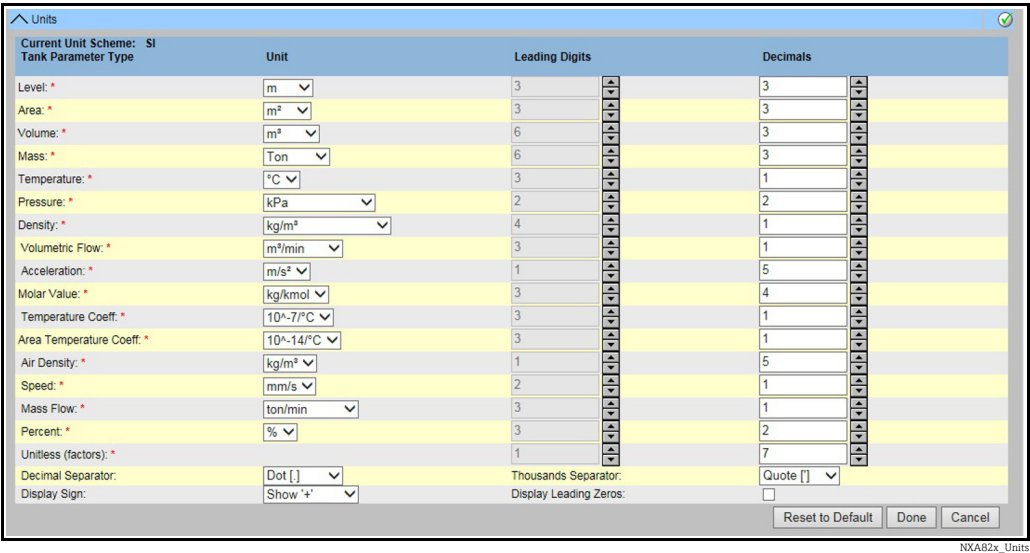 Units
Current Unit Scheme: SI
Tank Parameter Type Unit Leading Digits Decimals
Level: * m 3 3
Area: * m² 3 3
Volume: * m³ 6 3
Mass: * Ton 6 3
Temperature: * °C 3 1
Pressure: * kPa 2 2
Density: * kg/m³ 4 1
Volumetric Flow: * m³/min 3 1
Acceleration: * m/s² 1 5
Molar Value: * kg/kmol 3 4
Temperature Coeff: * 10^-7/°C 3 1
Area Temperature Coeff: * 10^-14/°C 3 1
Air Density: * kg/m³ 1 5
Speed: * mm/s 2 1
Mass Flow: * ton/min 3 1
Percent: * % 3 2
Unitless (factors): * 1 7
Decimal Separator: Dot [.] Thousands Separator: Quote [']
Display Sign: Show '+' Display Leading Zeros:
Reset to Default Done Cancel
NXA82x_Units